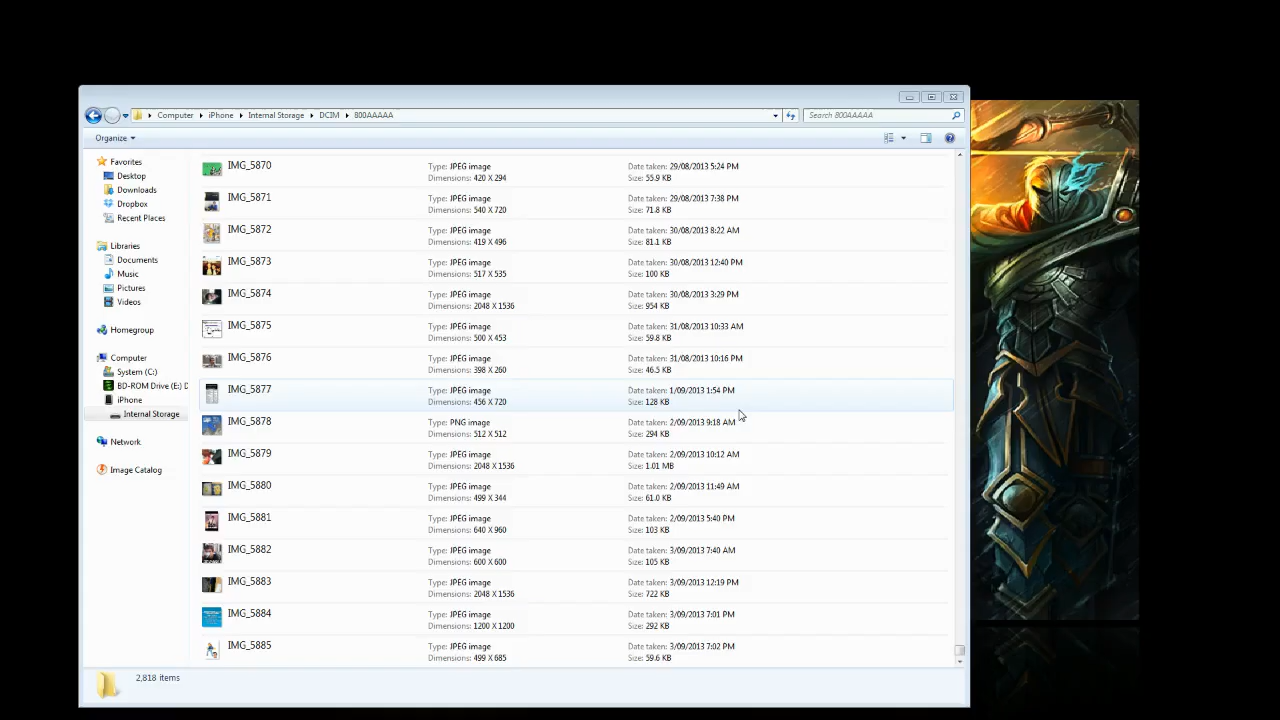 Computer iPhone Internal Storage DCIM 800AAAAA Search 800AAAAA
Organize
Favorites
Desktop
Downloads
Dropbox
Recent Places
Libraries
Documents
Music
Pictures
Videos
Homegroup
Computer
System (C:)
BD-ROM Drive (E:) D
iPhone
Internal Storage
Network
Image Catalog
IMG_5870 Type: JPEG image Date taken: 29/08/2013 5:24 PM
Dimensions: 420 X 294 Size: 55.9 KB
IMG_5871 Type: JPEG image Date taken: 29/08/2013 7:38 PM
Dimensions: 540 X 720 Size: 71.8 KB
IMG_5872 Type: JPEG image Date taken: 30/08/2013 8:22 AM
Dimensions: 419 X 496 Size: 81.1 KB
IMG_5873 Type: JPEG image Date taken: 30/08/2013 12:40 PM
Dimensions: 517 X 535 Size: 100 KB
IMG_5874 Type: JPEG image Date taken: 30/08/2013 3:29 PM
Dimensions: 2048 X 1536 Size: 954 KB
IMG_5875 Type: JPEG image Date taken: 31/08/2013 10:33 AM
Dimensions: 500 X 453 Size: 59.8 KB
IMG_5876 Type: JPEG image Date taken: 31/08/2013 10:16 PM
Dimensions: 398 X 260 Size: 46.5 KB
IMG_5877 Type: JPEG image Date taken: 1/09/2013 1:54 PM
Dimensions: 456 X 720 Size: 128 KB
IMG_5878 Type: PNG image Date taken: 2/09/2013 9:18 AM
Dimensions: 512 X 512 Size: 294 KB
IMG_5879 Type: JPEG image Date taken: 2/09/2013 10:12 AM
Dimensions: 2048 X 1536 Size: 1.01 MB
IMG_5880 Type: JPEG image Date taken: 2/09/2013 11:49 AM
Dimensions: 499 X 344 Size: 61.0 KB
IMG_5881 Type: JPEG image Date taken: 2/09/2013 5:40 PM
Dimensions: 640 X 960 Size: 103 KB
IMG_5882 Type: JPEG image Date taken: 3/09/2013 7:40 AM
Dimensions: 600 X 600 Size: 105 KB
IMG_5883 Type: JPEG image Date taken: 3/09/2013 12:19 PM
Dimensions: 2048 X 1536 Size: 722 KB
IMG_5884 Type: JPEG image Date taken: 3/09/2013 7:01 PM
Dimensions: 1200 X 1200 Size: 292 KB
IMG_5885 Type: JPEG image Date taken: 3/09/2013 7:02 PM
Dimensions: 499 X 685 Size: 59.6 KB
2,818 items